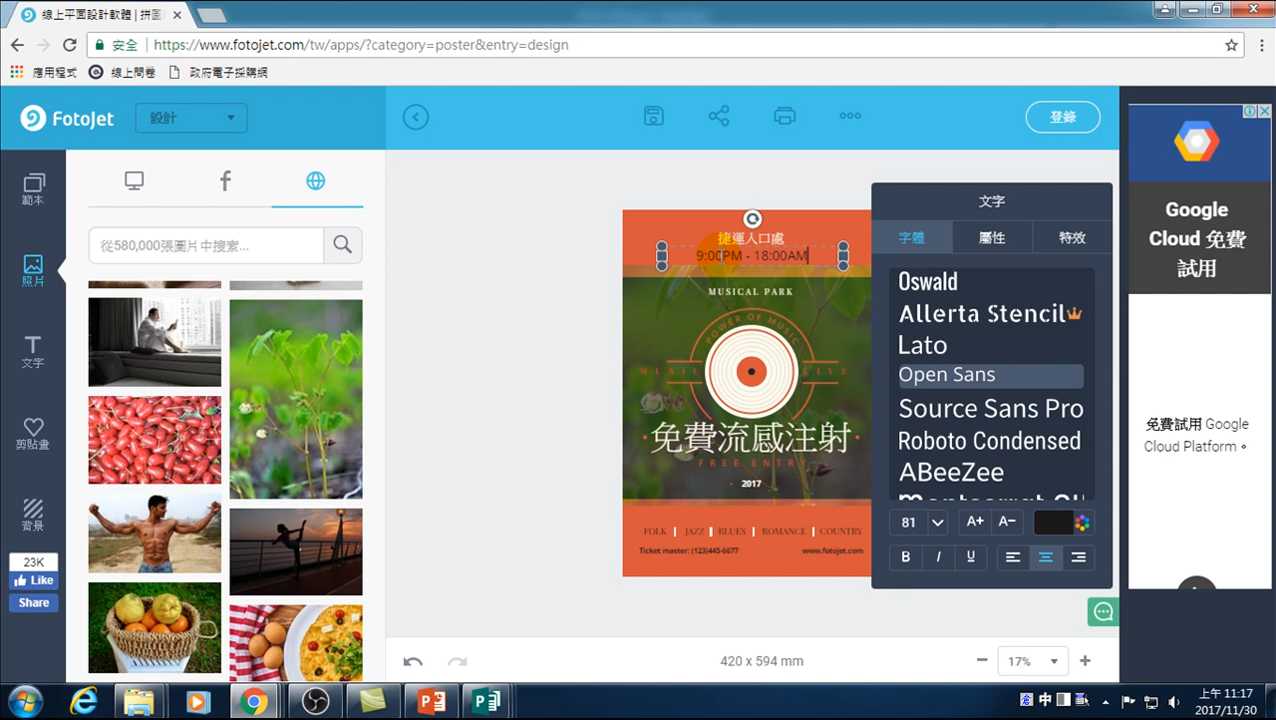 線上平面設計軟體 | 拼圖
安全
https://www.fotojet.com/tw/apps/?category=poster&entry=design
應用程式
線上問卷
政府電子採購網
FotoJet
設計
登錄
範本
照片
文字
剪貼畫
背景
23K
Like
Share
從580,000張圖片中搜索...
捷運入口處
9:00PM - 18:00AM
MUSICAL PARK
POWER OF MUSIC
MUSIC
LIVE
免費流感注射
FREE ENTRY
2017
FOLK | JAZZ | BLUES | ROMANCE | COUNTRY
Ticket master: (123)445-6677
www.fotojet.com
文字
字體
屬性
特效
Oswald
Allerta Stencil
Lato
Open Sans
Source Sans Pro
Roboto Condensed
ABeeZee
81
A+
A-
B
I
U
420 x 594 mm
17%
Google
Cloud 免費
試用
免費試用 Google
Cloud Platform。
中
上午 11:17
2017/11/30